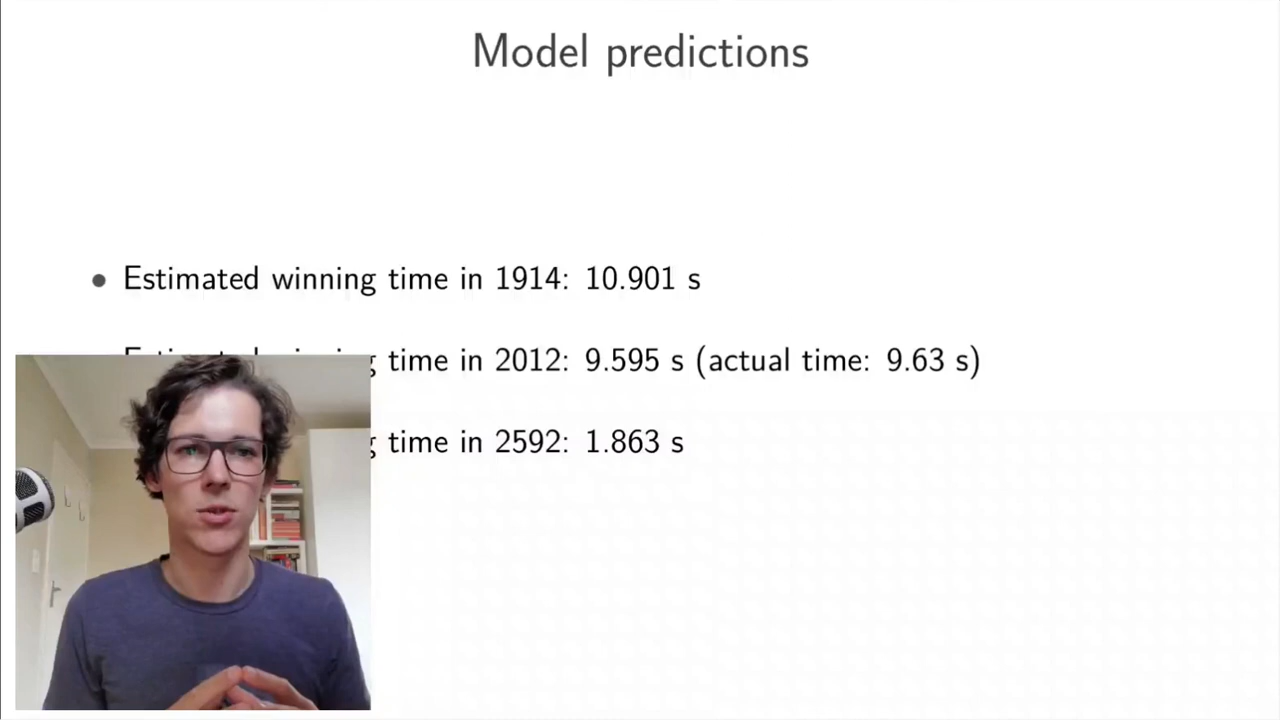 Model predictions
• Estimated winning time in 1914: 10.901 s
time in 2012: 9.595 s (actual time: 9.63 s)
time in 2592: 1.863 s